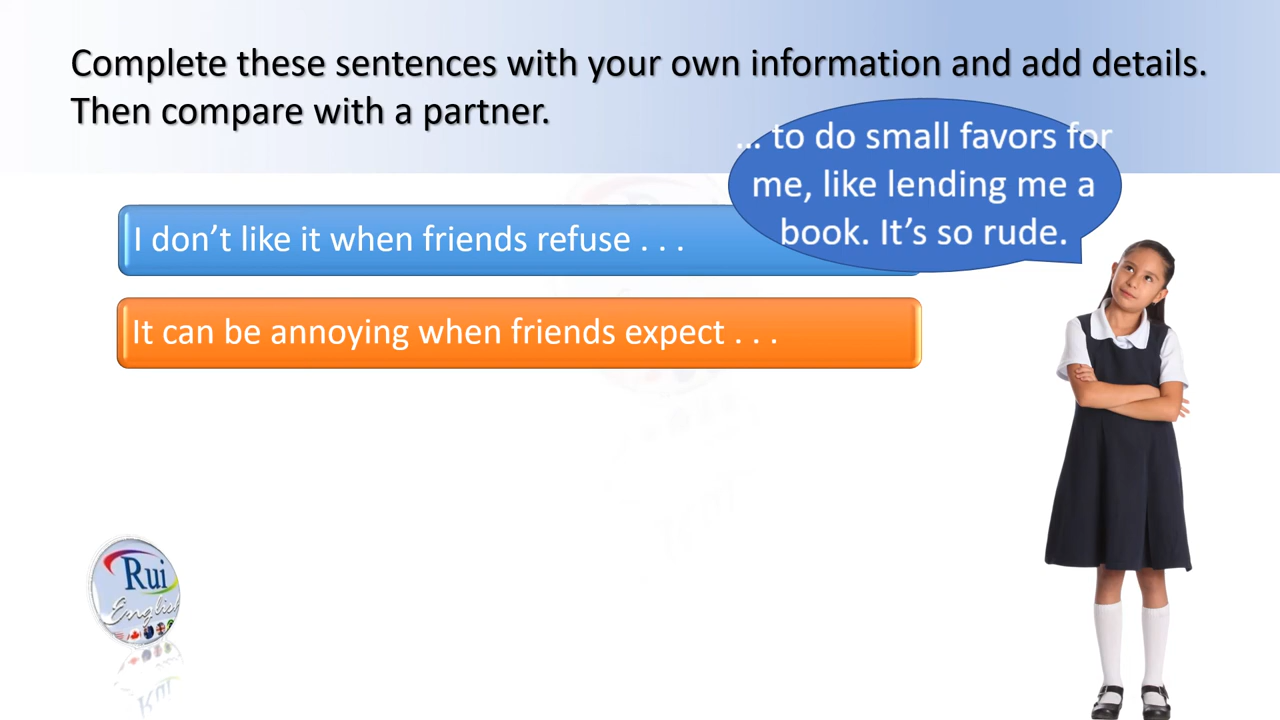 Complete these sentences with your own information and add details.
Then compare with a partner.
… to do small favors for
me, like lending me a
book. It’s so rude.
I don’t like it when friends refuse . . .
It can be annoying when friends expect . . .
Rui
English